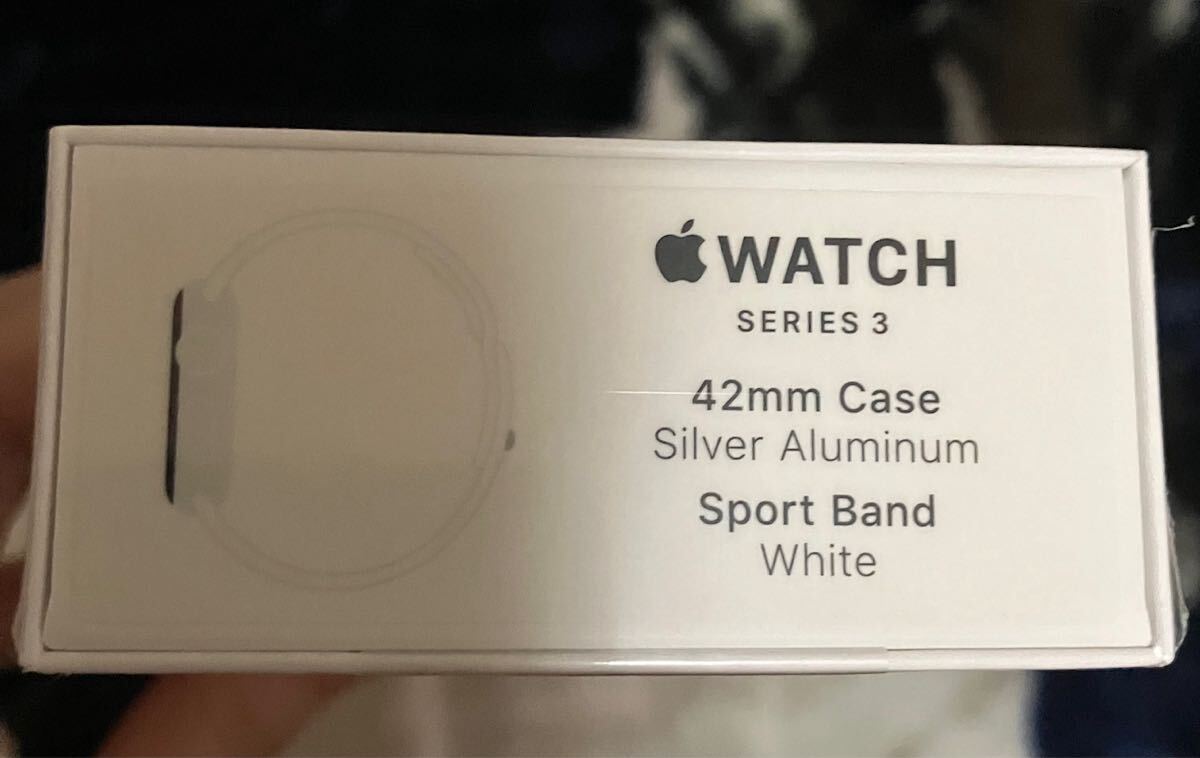 WATCH
SERIES 3
42mm Case
Silver Aluminum
Sport Band
White